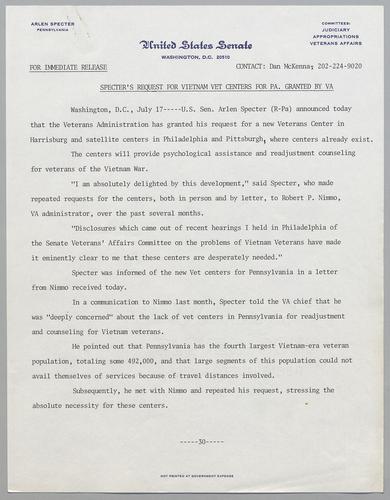 ARLEN SPECTER
PENNSYLVANIA
COMMITTEES:
JUDICIARY
APPROPRIATIONS
VETERANS AFFAIRS
United States Senate
WASHINGTON, D.C. 20510
FOR IMMEDIATE RELEASE
CONTACT: Dan McKenna; 202-224-9020
SPECTER'S REQUEST FOR VIETNAM VET CENTERS FOR PA. GRANTED BY VA
Washington, D.C., July 17-----U.S. Sen. Arlen Specter (R-Pa) announced today
that the Veterans Administration has granted his request for a new Veterans Center in
Harrisburg and satellite centers in Philadelphia and Pittsburgh, where centers already exist.
The centers will provide psychological assistance and readjustment counseling
for veterans of the Vietnam War.
"I am absolutely delighted by this development," said Specter, who made
repeated requests for the centers, both in person and by letter, to Robert P. Nimmo,
VA administrator, over the past several months.
"Disclosures which came out of recent hearings I held in Philadelphia of
the Senate Veterans' Affairs Committee on the problems of Vietnam Veterans have made
it eminently clear to me that these centers are desperately needed."
Specter was informed of the new Vet centers for Pennsylvania in a letter
from Nimmo received today.
In a communication to Nimmo last month, Specter told the VA chief that he
was "deeply concerned" about the lack of vet centers in Pennsylvania for readjustment
and counseling for Vietnam veterans.
He pointed out that Pennsylvania has the fourth largest Vietnam-era veteran
population, totaling some 492,000, and that large segments of this population could not
avail themselves of services because of travel distances involved.
Subsequently, he met with Nimmo and repeated his request, stressing the
absolute necessity for these centers.
-----30-----
NOT PRINTED AT GOVERNMENT EXPENSE